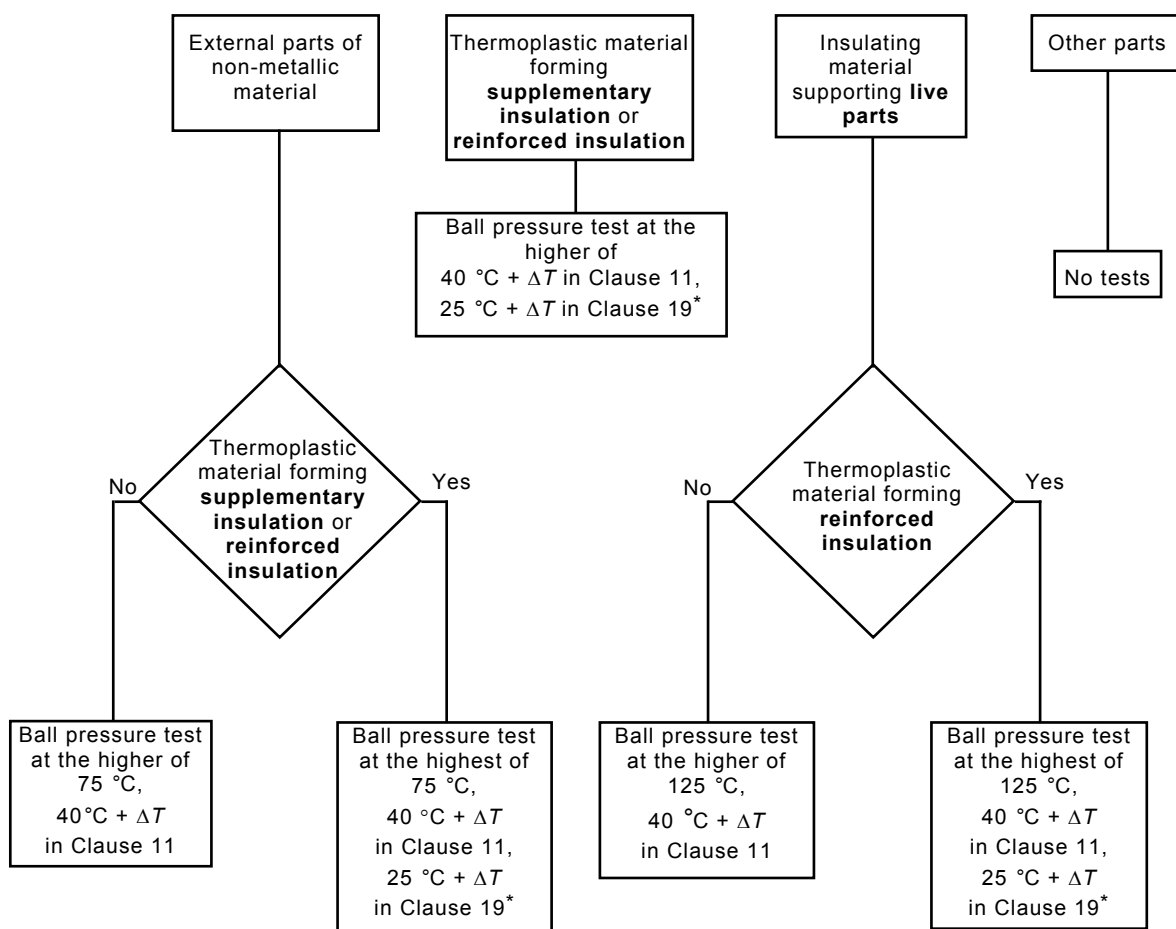 External parts of
non-metallic
material
Thermoplastic material
forming
supplementary
insulation or
reinforced insulation
Insulating
material
supporting live
parts
Other parts
Ball pressure test at the
higher of
40 °C + ΔT in Clause 11,
25 °C + ΔT in Clause 19*
No tests
Thermoplastic
material forming
supplementary
insulation or
reinforced
insulation
No
Yes
Thermoplastic
material forming
reinforced
insulation
No
Yes
Ball pressure test
at the higher of
75 °C,
40°C + ΔT
in Clause 11
Ball pressure test
at the highest of
75 °C,
40 °C + ΔT
in Clause 11,
25 °C + ΔT
in Clause 19*
Ball pressure test
at the higher of
125 °C,
40 °C + ΔT
in Clause 11
Ball pressure test
at the highest of
125 °C,
40 °C + ΔT
in Clause 11,
25 °C + ΔT
in Clause 19*